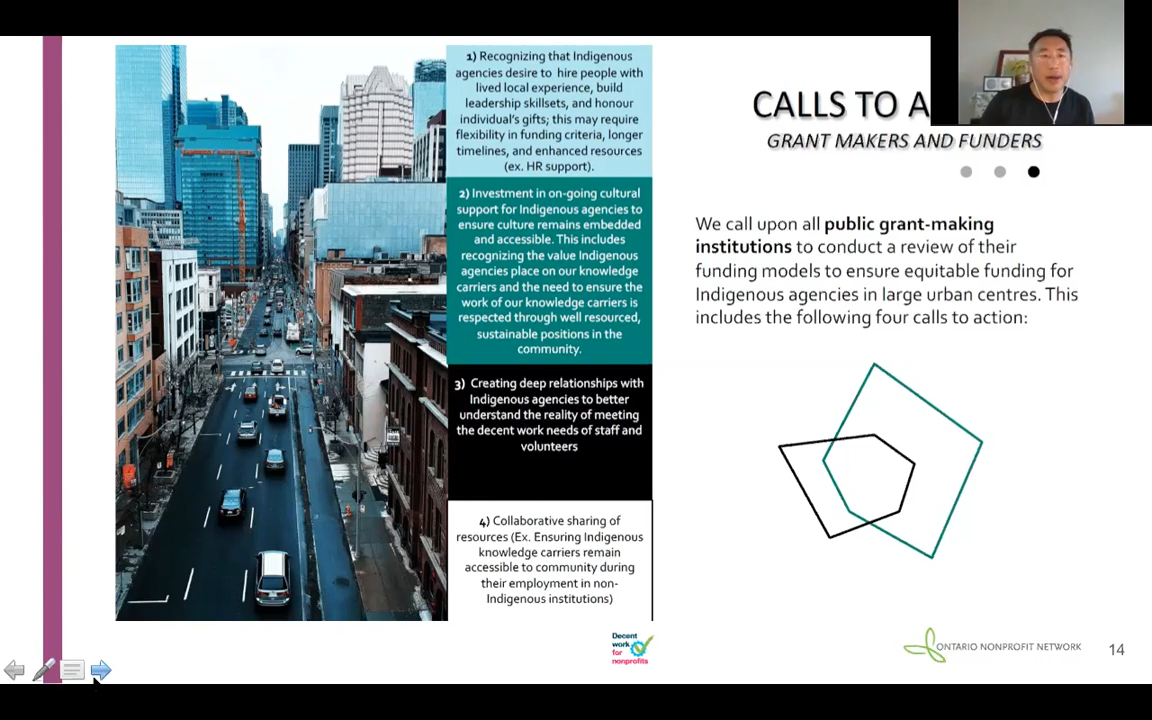 1) Recognizing that Indigenous
agencies desire to hire people with
lived local experience, build
leadership skillsets, and honour
individual's gifts; this may require
flexibility in funding criteria, longer
timelines, and enhanced resources
(ex. HR support).
2) Investment in on-going cultural
support for Indigenous agencies to
ensure culture remains embedded
and accessible. This includes
recognizing the value Indigenous
agencies place on our knowledge
carriers and the need to ensure the
work of our knowledge carriers is
respected through well resourced,
sustainable positions in the
community.
3) Creating deep relationships with
Indigenous agencies to better
understand the reality of meeting
the decent work needs of staff and
volunteers
4) Collaborative sharing of
resources (Ex. Ensuring Indigenous
knowledge carriers remain
accessible to community during
their employment in non-
Indigenous institutions)
CALLS TO A
GRANT MAKERS AND FUNDERS
We call upon all public grant-making
institutions to conduct a review of their
funding models to ensure equitable funding for
Indigenous agencies in large urban centres. This
includes the following four calls to action:
Decent
work
for
nonprofits
ONTARIO NONPROFIT NETWORK
14